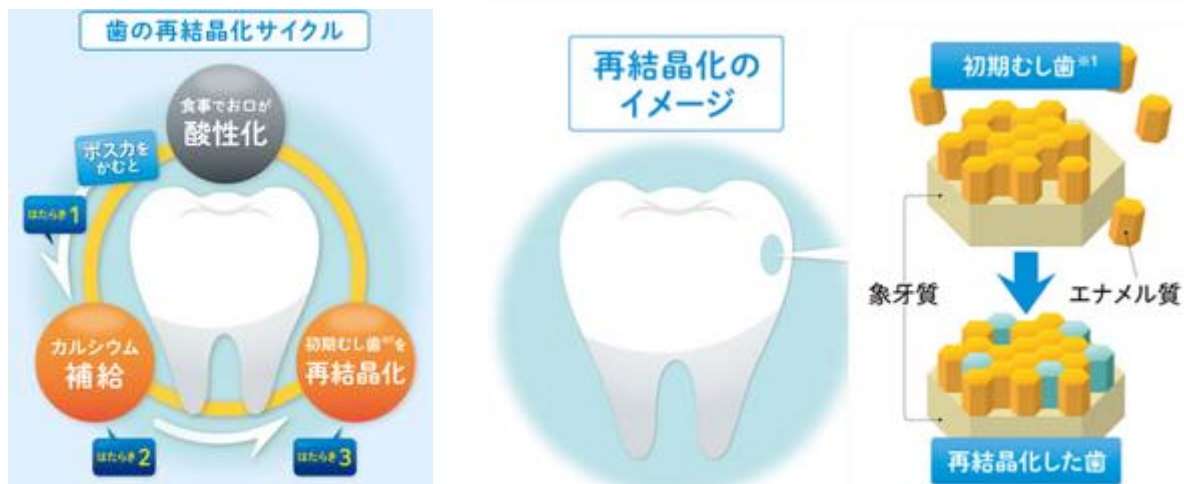 歯の再結晶化サイクル
食事でお口が
酸性化
ポスカを
かむと
はたらき1
カルシウム
補給
はたらき2
初期むし歯※1を
再結晶化
はたらき3
再結晶化の
イメージ
初期むし歯※1
象牙質
エナメル質
再結晶化した歯